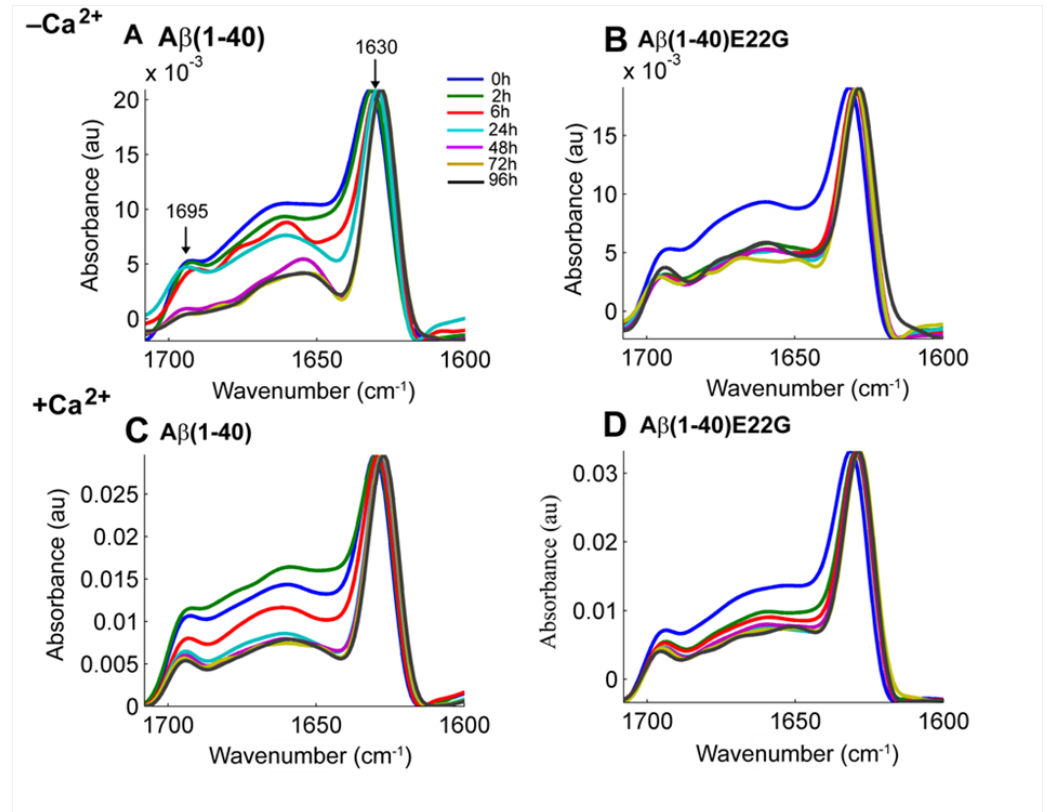 –Ca²⁺
A Aβ(1-40)
x 10⁻³
1630
1695
0h
2h
6h
24h
48h
72h
96h
20
15
10
5
0
Absorbance (au)
1700 1650 1600
Wavenumber (cm⁻¹)
B Aβ(1-40)E22G
x 10⁻³
15
10
5
0
Absorbance (au)
1700 1650 1600
Wavenumber (cm⁻¹)
+Ca²⁺
C Aβ(1-40)
0.025
0.02
0.015
0.01
0.005
0
Absorbance (au)
1700 1650 1600
Wavenumber (cm⁻¹)
D Aβ(1-40)E22G
0.03
0.02
0.01
0
Absorbance (au)
1700 1650 1600
Wavenumber (cm⁻¹)